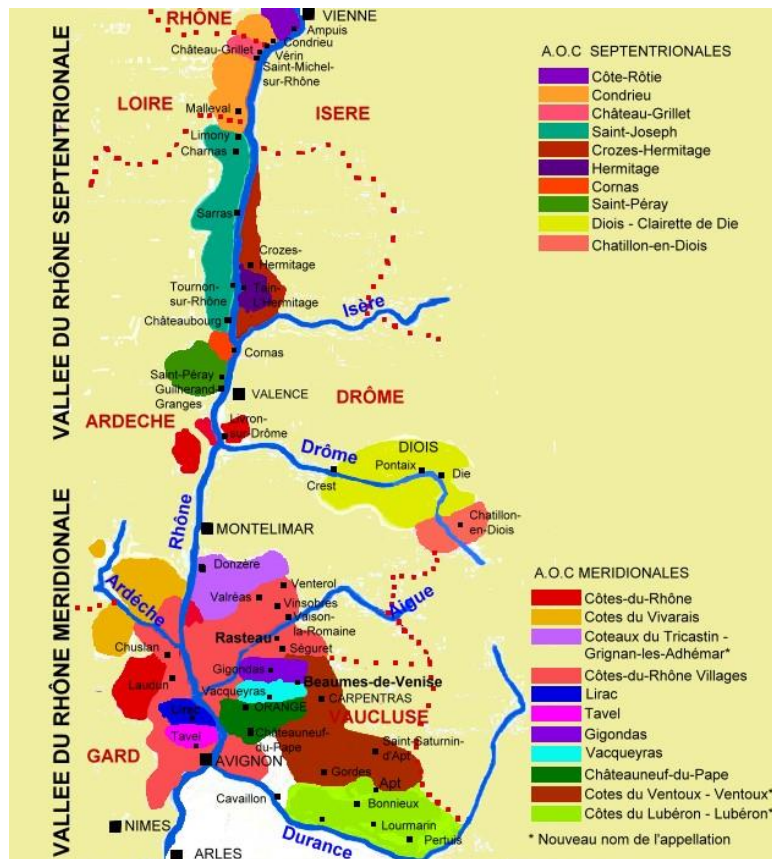 VALLEE DU RHÔNE SEPTENTRIONALE
VALLEE DU RHÔNE MERIDIONALE
RHÔNE
VIENNE
Ampuis
Condrieu
Château-Grillet
Vérin
Saint-Michel-
sur-Rhône
LOIRE
ISERE
Malleval
Limony
Charnas
Sarras
Crozes-
Hermitage
Tournon-
sur-Rhône
Tain-
L'Hermitage
Isère
Châteaubourg
Cornas
Saint-Péray
Guilherand-
Granges
VALENCE
DRÔME
ARDECHE
Livron-
sur-Drôme
Drôme
DIOIS
Pontaix
Die
Crest
Chatillon-
en-Diois
Rhône
MONTELIMAR
Ardéche
Donzère
Venterol
Valréas
Vinsobres
Vaison-
la-Romaine
Aigue
Rasteau
Séguret
Chuslan
Gigondas
Beaumes-de-Venise
Laudun
Vacqueyras
CARPENTRAS
ORANGE
Lirac
VAUCLUSE
Châteauneuf-
du-Pape
Tavel
Saint-Saturnin-
d'Apt
GARD
AVIGNON
Gordes
Apt
Cavaillon
Bonnieux
Lourmarin
NIMES
Durance
Pertuis
ARLES
A.O.C SEPTENTRIONALES
Côte-Rôtie
Condrieu
Château-Grillet
Saint-Joseph
Crozes-Hermitage
Hermitage
Cornas
Saint-Péray
Diois - Clairette de Die
Chatillon-en-Diois
A.O.C MERIDIONALES
Côtes-du-Rhône
Cotes du Vivarais
Coteaux du Tricastin -
Grignan-les-Adhémar*
Côtes-du-Rhône Villages
Lirac
Tavel
Gigondas
Vacqueyras
Châteauneuf-du-Pape
Cotes du Ventoux - Ventoux*
Côtes du Lubéron - Lubéron*
* Nouveau nom de l'appellation